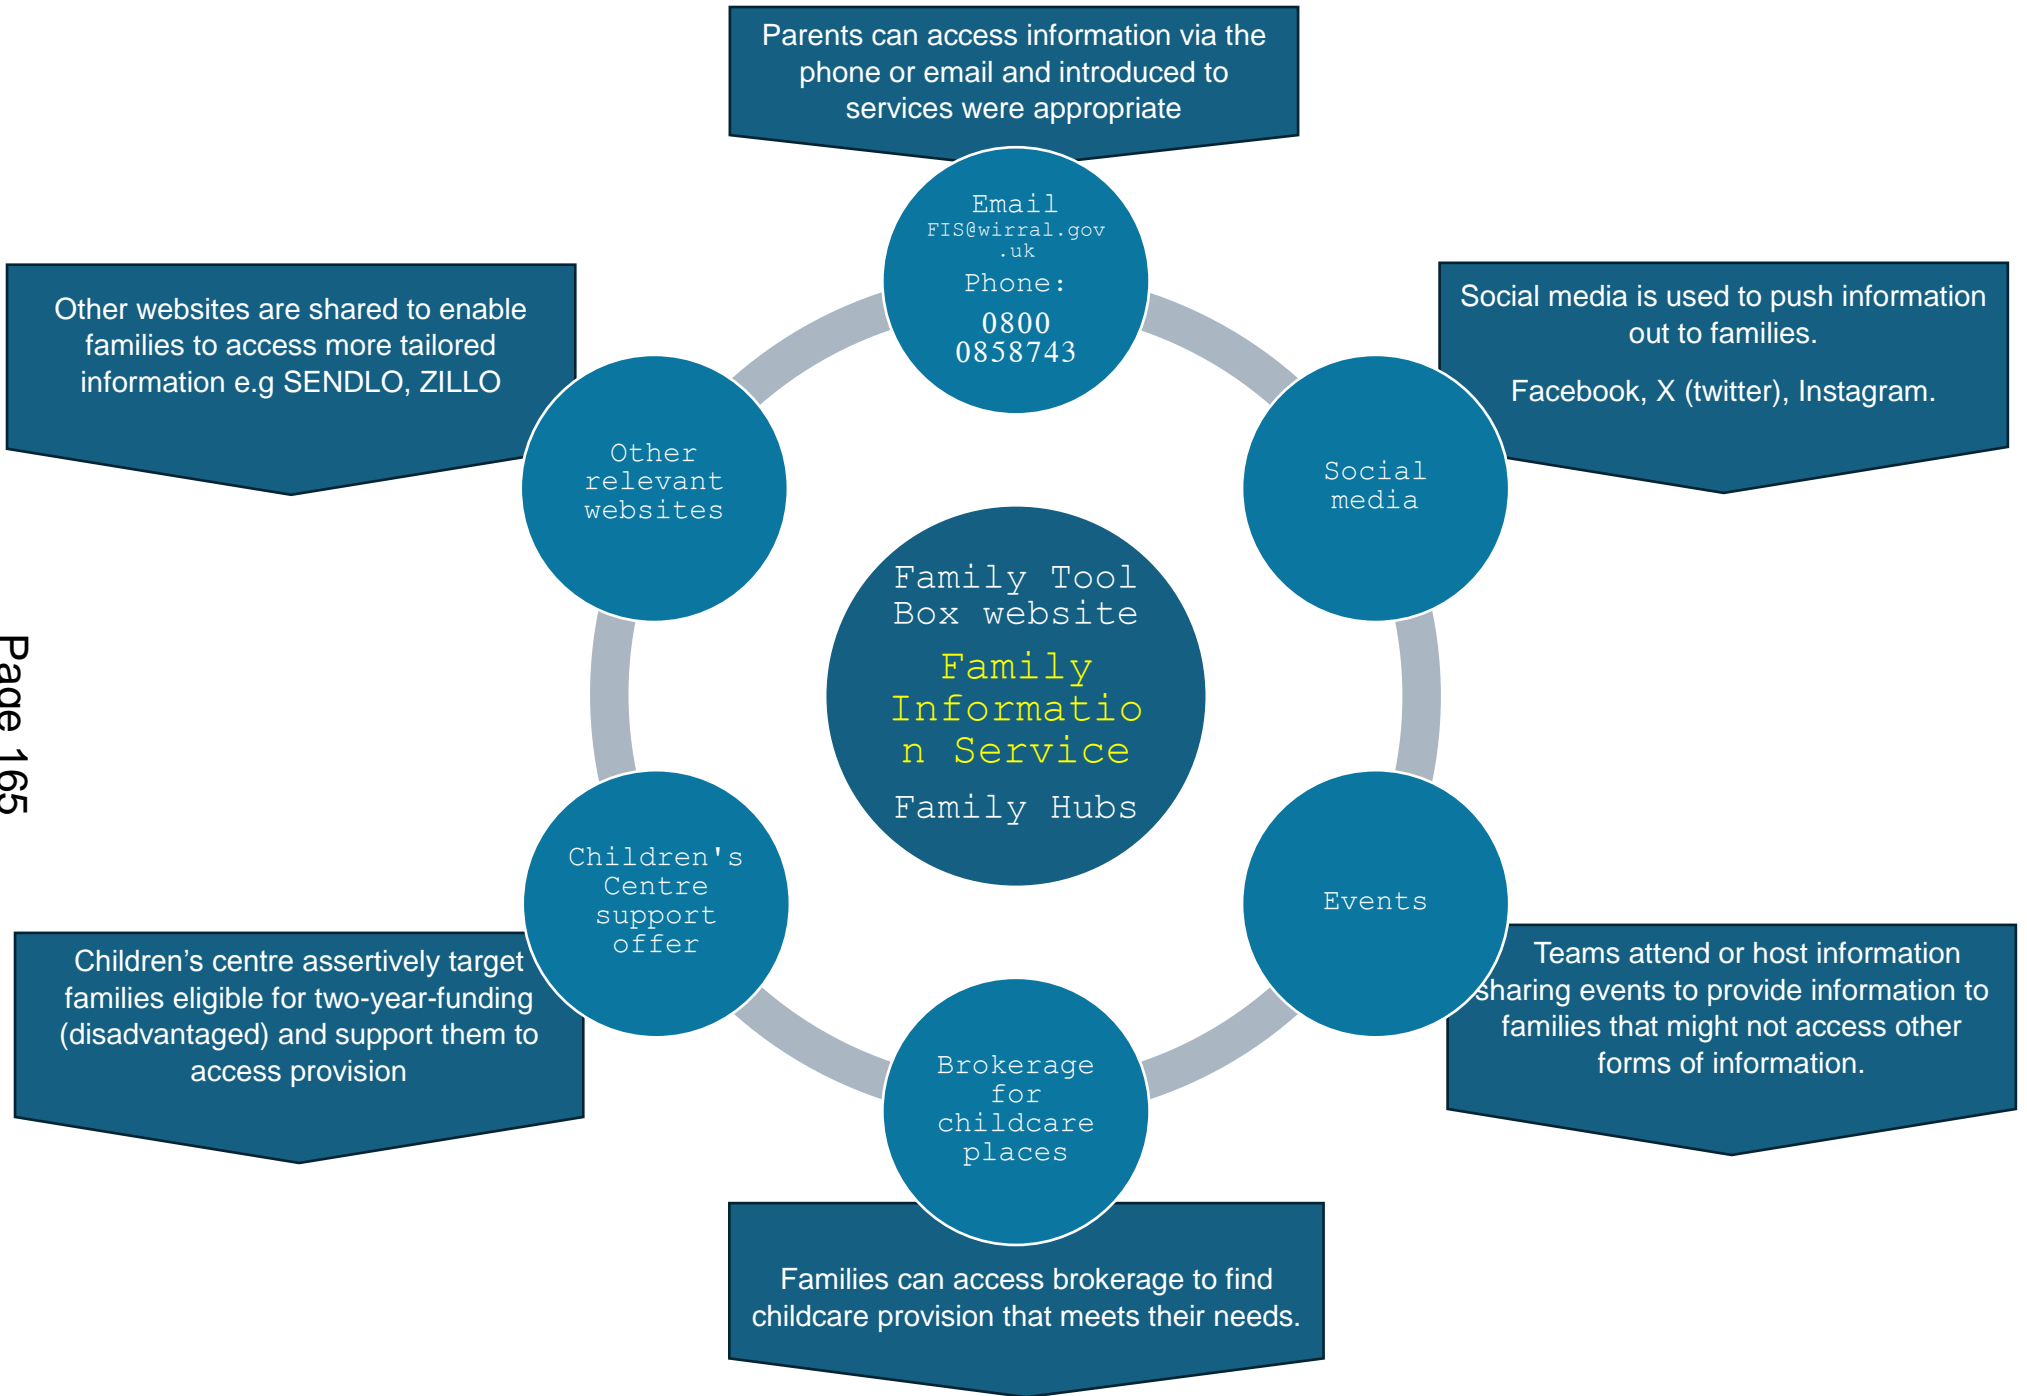 Parents can access information via the
phone or email and introduced to
services were appropriate
Email
FIS@wirral.gov
.uk
Phone:
0800
0858743
Other websites are shared to enable
families to access more tailored
information e.g SENDLO, ZILLO
Social media is used to push information
out to families.
Facebook, X (twitter), Instagram.
Other
relevant
websites
Social
media
Family Tool
Box website
Family
Informatio
n Service
Family Hubs
Page 165
Children's
Centre
support
offer
Events
Children’s centre assertively target
families eligible for two-year-funding
(disadvantaged) and support them to
access provision
Teams attend or host information
sharing events to provide information to
families that might not access other
forms of information.
Brokerage
for
childcare
places
Families can access brokerage to find
childcare provision that meets their needs.